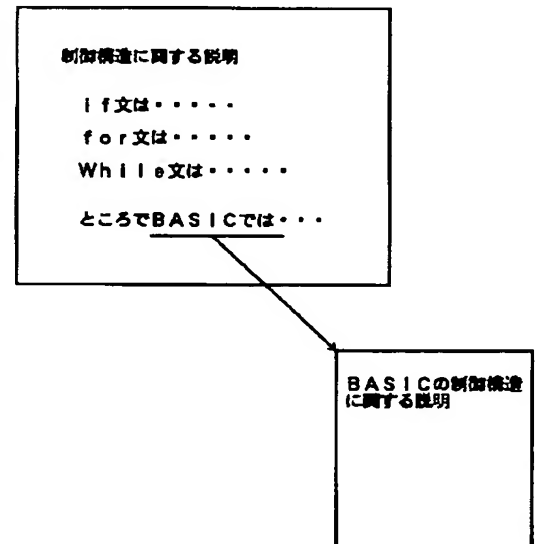 制御構造に関する説明
if文は・・・・・
for文は・・・・・
While文は・・・・・
ところでBASICでは・・・
BASICの制御構造
に関する説明